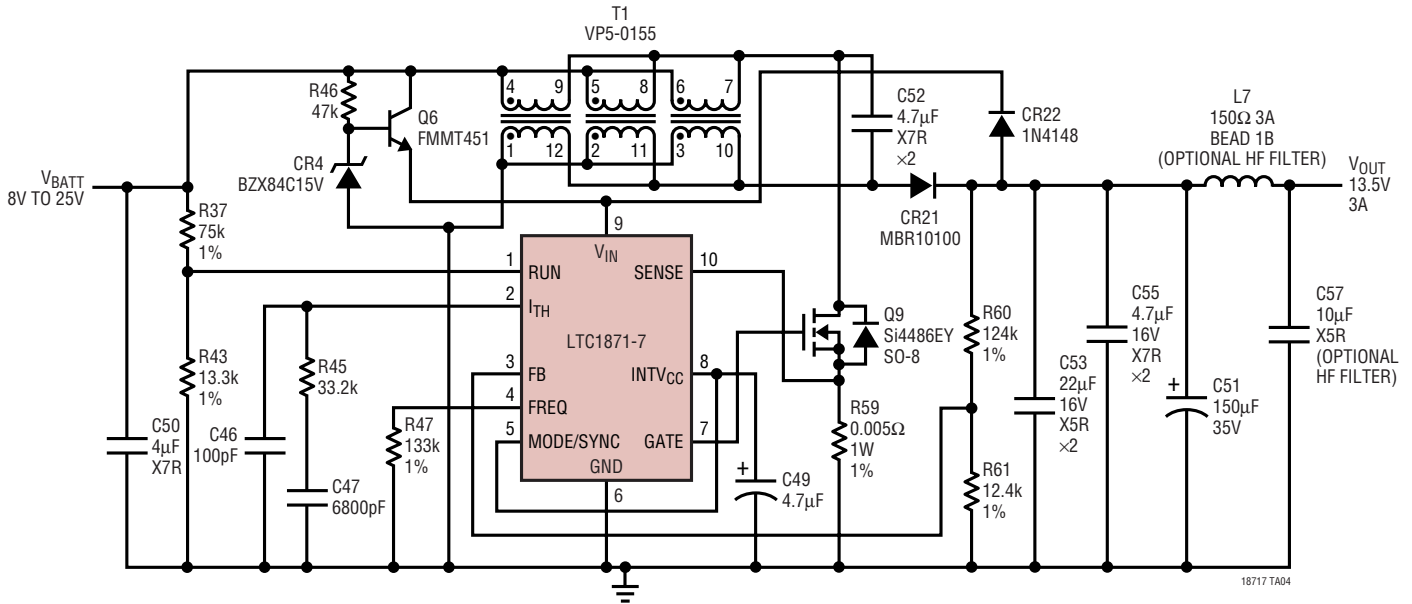 T1
VP5-0155
R46
47k
Q6
FMMT451
CR4
BZX84C15V
4
9
5
8
6
7
1
12
2
11
3
10
C52
4.7µF
X7R
×2
CR22
1N4148
L7
150Ω 3A
BEAD 1B
(OPTIONAL HF FILTER)
VBATT
8V TO 25V
VOUT
13.5V
3A
R37
75k
1%
CR21
MBR10100
9
VIN
1
RUN
SENSE
10
2
ITH
LTC1871-7
3
FB
INTVCC
8
4
FREQ
5
MODE/SYNC
GATE
7
GND
6
Q9
Si4486EY
SO-8
R60
124k
1%
C55
4.7µF
16V
X7R
×2
C57
10µF
X5R
(OPTIONAL
HF FILTER)
R43
13.3k
1%
R45
33.2k
C53
22µF
16V
X5R
×2
+
C51
150µF
35V
C50
4µF
X7R
C46
100pF
R47
133k
1%
R59
0.005Ω
1W
1%
C47
6800pF
+
C49
4.7µF
R61
12.4k
1%
18717 TA04